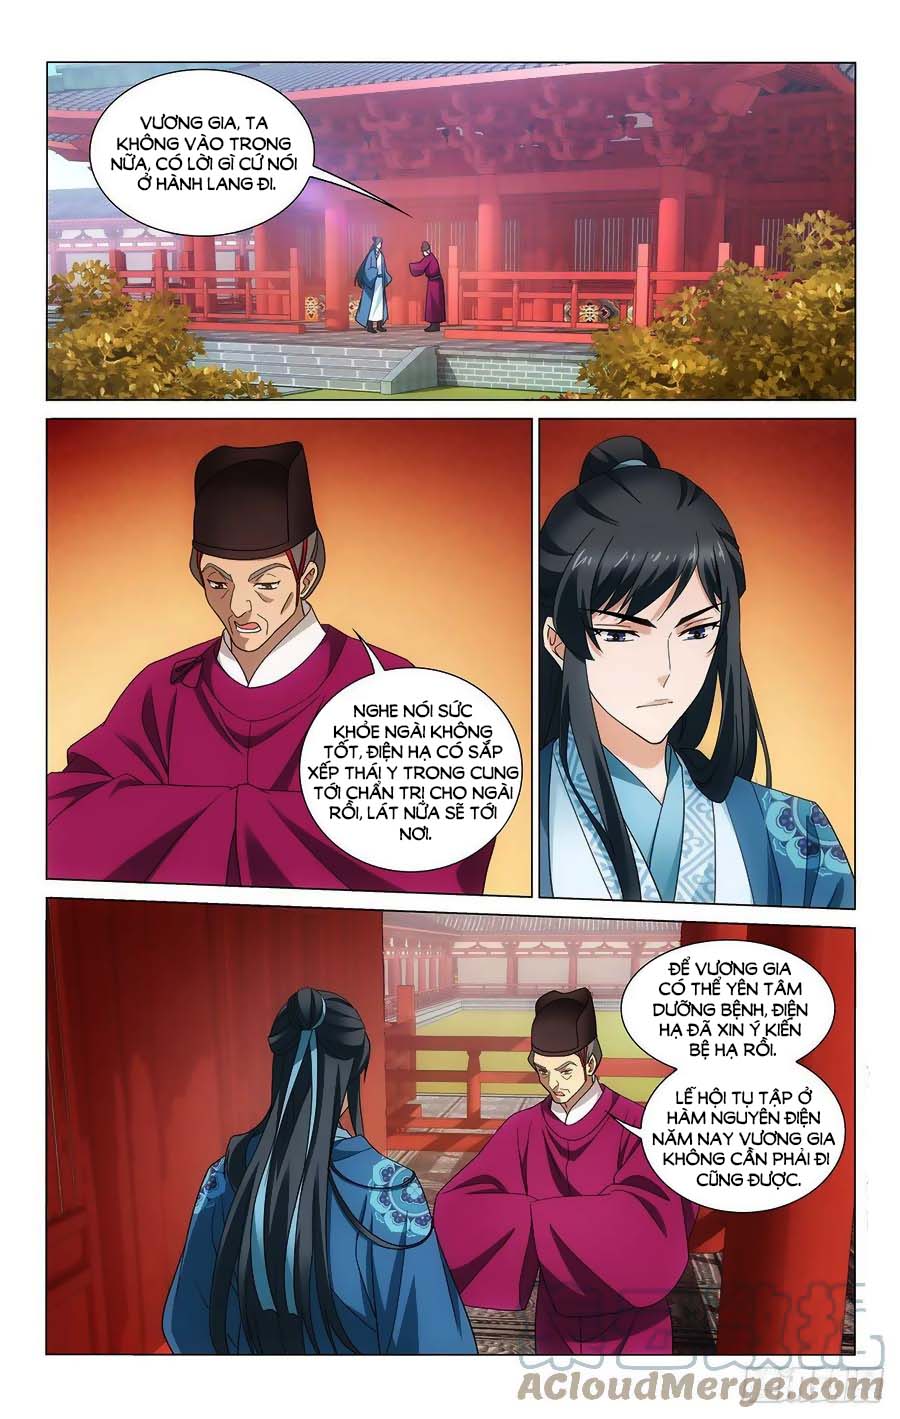 VƯƠNG GIA, TA
KHÔNG VÀO TRONG
NỮA, CÓ LỜI GÌ CỨ NÓI
Ở HÀNH LANG ĐI.
NGHE NÓI SỨC
KHỎE NGÀI KHÔNG
TỐT, ĐIỆN HẠ CÓ SẮP
XẾP THÁI Y TRONG CUNG
TỚI CHẨN TRỊ CHO NGÀI
RỒI, LÁT NỬA SẼ TỚI
NƠI.
ĐỂ VƯƠNG GIA
CÓ THỂ YÊN TÂM
DƯỠNG BỆNH, ĐIỆN
HẠ ĐÃ XIN Ý KIẾN
BỆ HẠ RỒI.
LỄ HỘI TỤ TẬP Ở
HÀM NGUYÊN ĐIỆN
NĂM NAY VƯƠNG GIA
KHÔNG CẦN PHẢI ĐI
CŨNG ĐƯỢC.
ACloudMerge.com